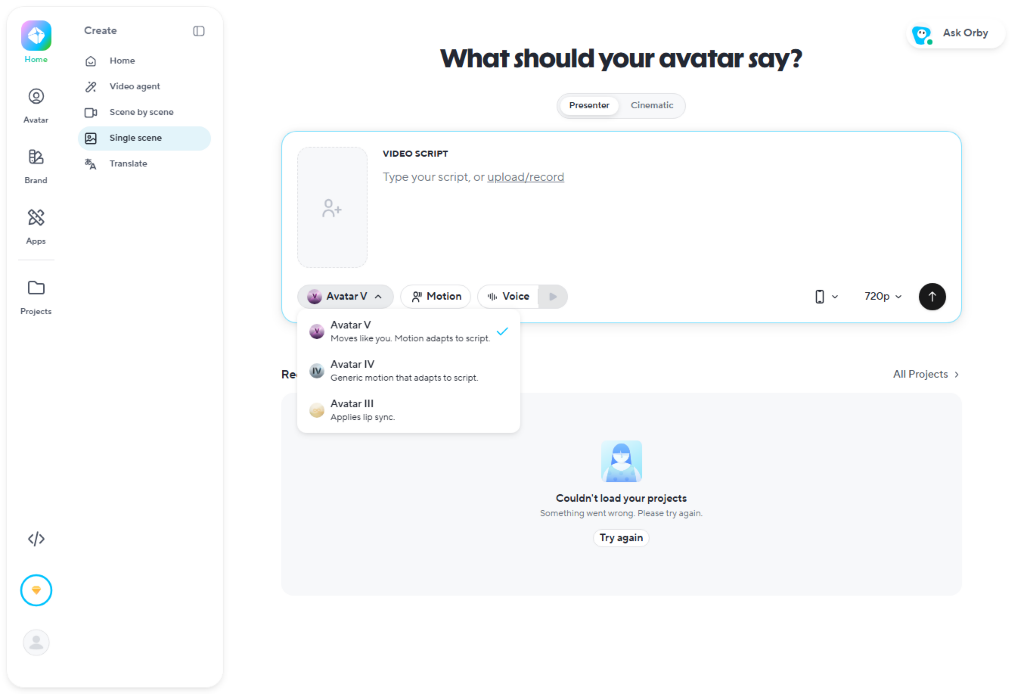 Home
Avatar
Brand
Apps
Projects
Create
Home
Video agent
Scene by scene
Single scene
Translate
Ask Orby
What should your avatar say?
Presenter
Cinematic
VIDEO SCRIPT
Type your script, or upload/record
V
Avatar V
Motion
Voice
720p
V
Avatar V
Moves like you. Motion adapts to script.
IV
Avatar IV
Generic motion that adapts to script.
Avatar III
Applies lip sync.
All Projects
Couldn't load your projects
Something went wrong. Please try again.
Try again